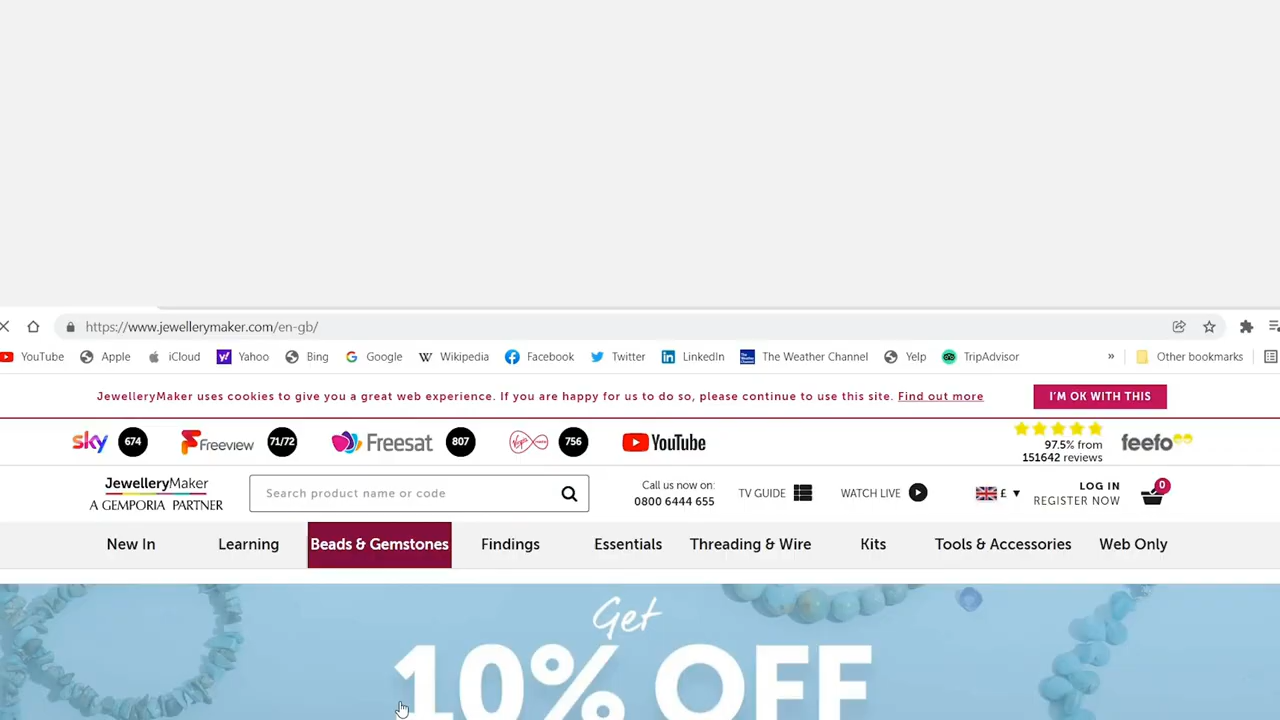 https://www.jewellerymaker.com/en-gb/
YouTube Apple iCloud Yahoo Bing Google Wikipedia Facebook Twitter LinkedIn The Weather Channel Yelp TripAdvisor » Other bookmarks
JewelleryMaker uses cookies to give you a great web experience. If you are happy for us to do so, please continue to use this site. Find out more I'M OK WITH THIS
sky 674 Freeview 71/72 Freesat 807 Virgin media 756 YouTube 97.5% from 151642 reviews feefo
JewelleryMaker
A GEMPORIA PARTNER
Search product name or code
Call us now on:
0800 6444 655
TV GUIDE WATCH LIVE £ ▼
LOG IN
REGISTER NOW
0
New In Learning Beads & Gemstones Findings Essentials Threading & Wire Kits Tools & Accessories Web Only
Get
10% OFF